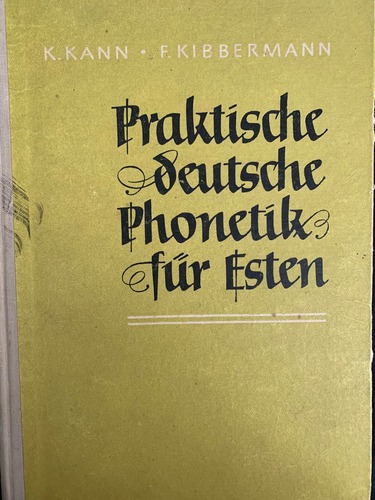 K. KANN • F. KIBBERMANN
Praktische
deutsche
Phonetik
für Esten